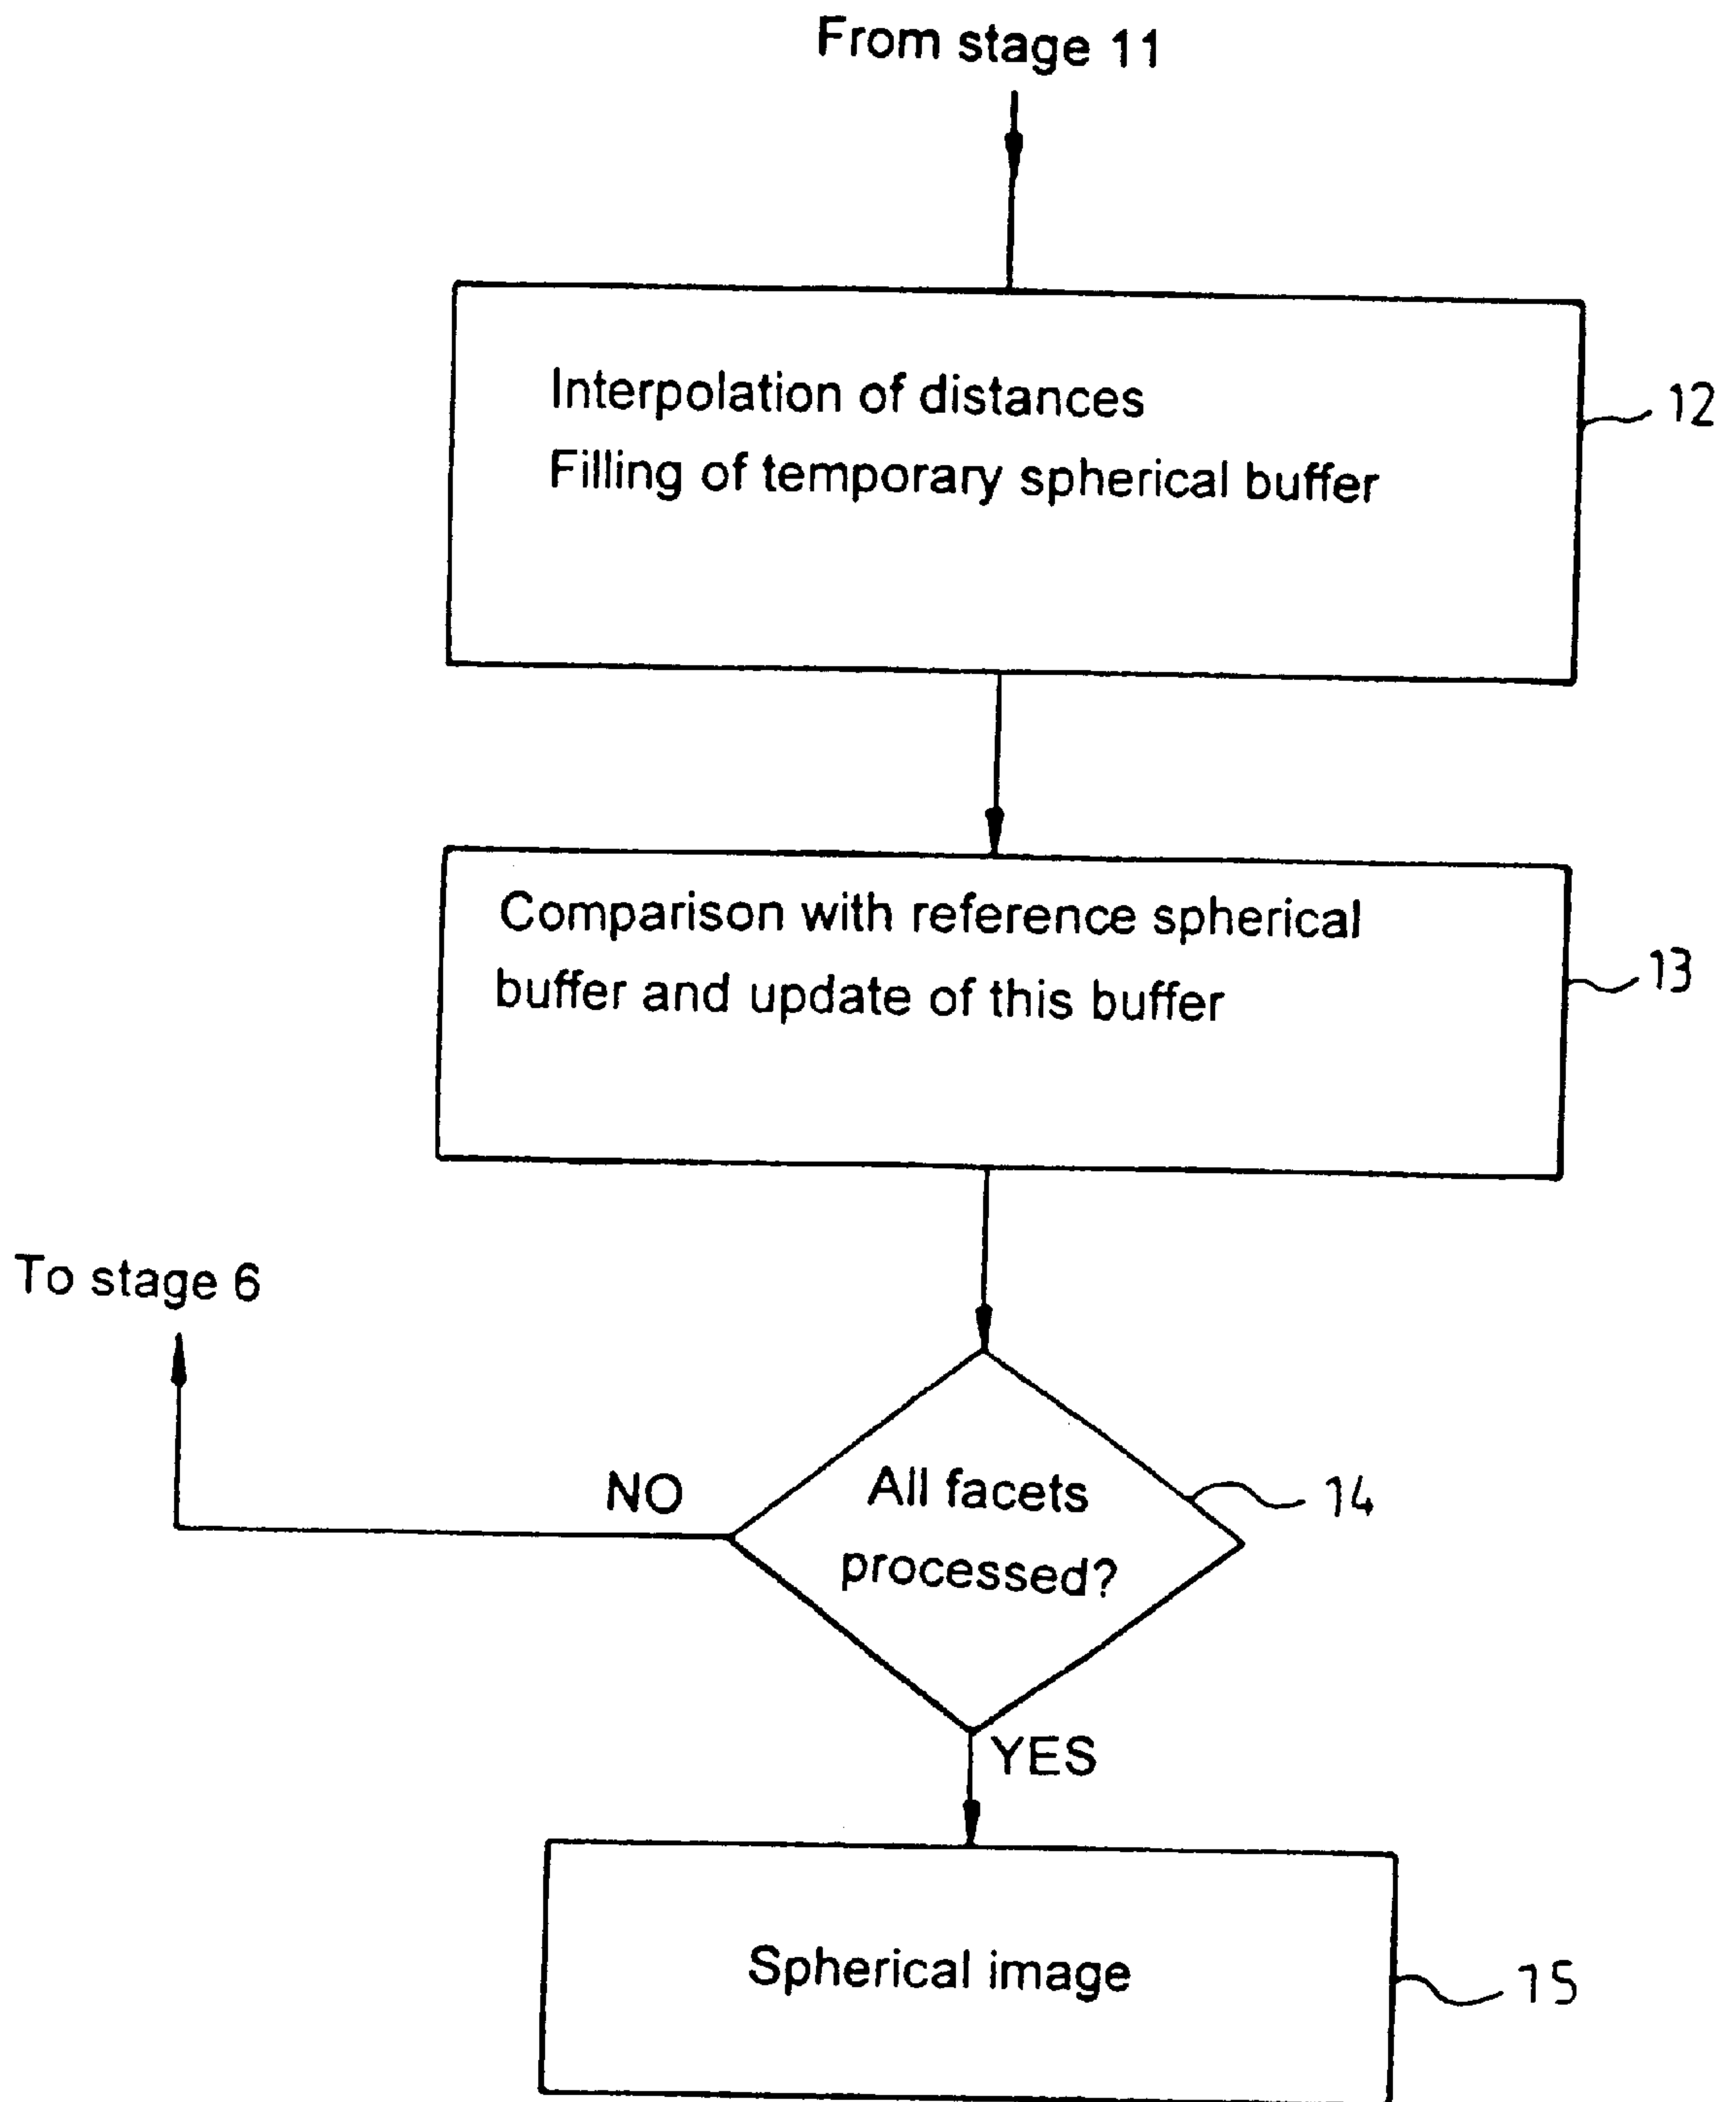 From stage 11
Interpolation of distances
Filling of temporary spherical buffer
12
Comparison with reference spherical
buffer and update of this buffer
13
To stage 6
NO
All facets
processed?
14
YES
Spherical image
15